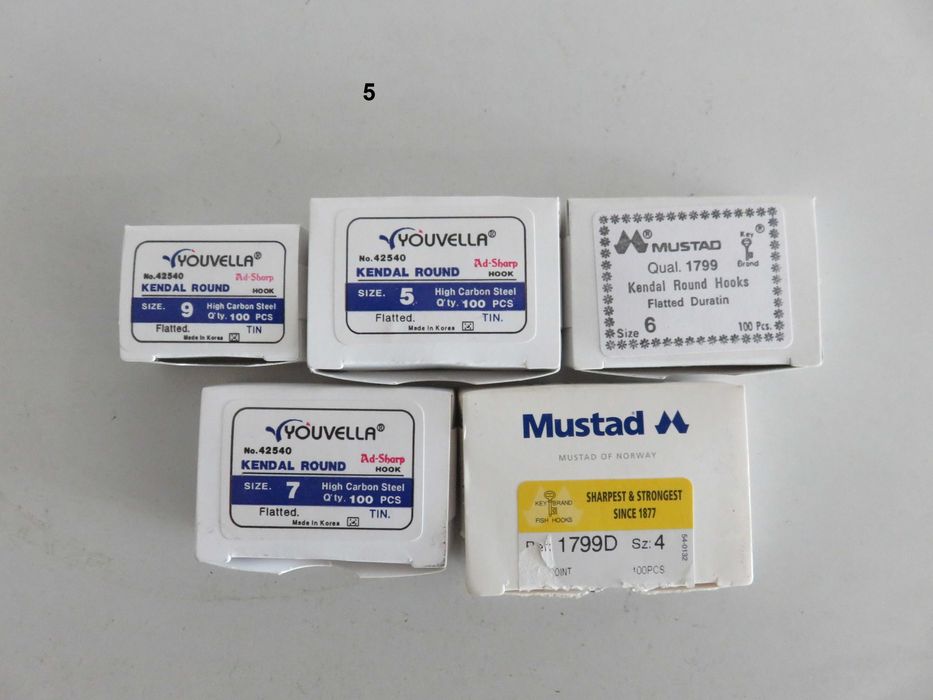 5
YOUVELLA®
No. 42540
Ad-Sharp
KENDAL ROUND HOOK
SIZE. 9 High Carbon Steel
Q'ty. 100 PCS
Flatted. TIN
Made in Korea
YOUVELLA®
No. 42540
Ad-Sharp
KENDAL ROUND HOOK
SIZE. 5 High Carbon Steel
Q'ty. 100 PCS
Flatted. TIN.
Made in Korea
MUSTAD Key Brand ®
Qual. 1799
Kendal Round Hooks
Flatted Duratin
Size 6 100 Pcs.
YOUVELLA®
No. 42540
Ad-Sharp
KENDAL ROUND HOOK
SIZE. 7 High Carbon Steel
Q'ty. 100 PCS
Flatted. TIN.
Made in Korea
Mustad
MUSTAD OF NORWAY
KEY BRAND
FISH HOOKS
SHARPEST & STRONGEST
SINCE 1877
1799D Sz: 4
100PCS
54-0132